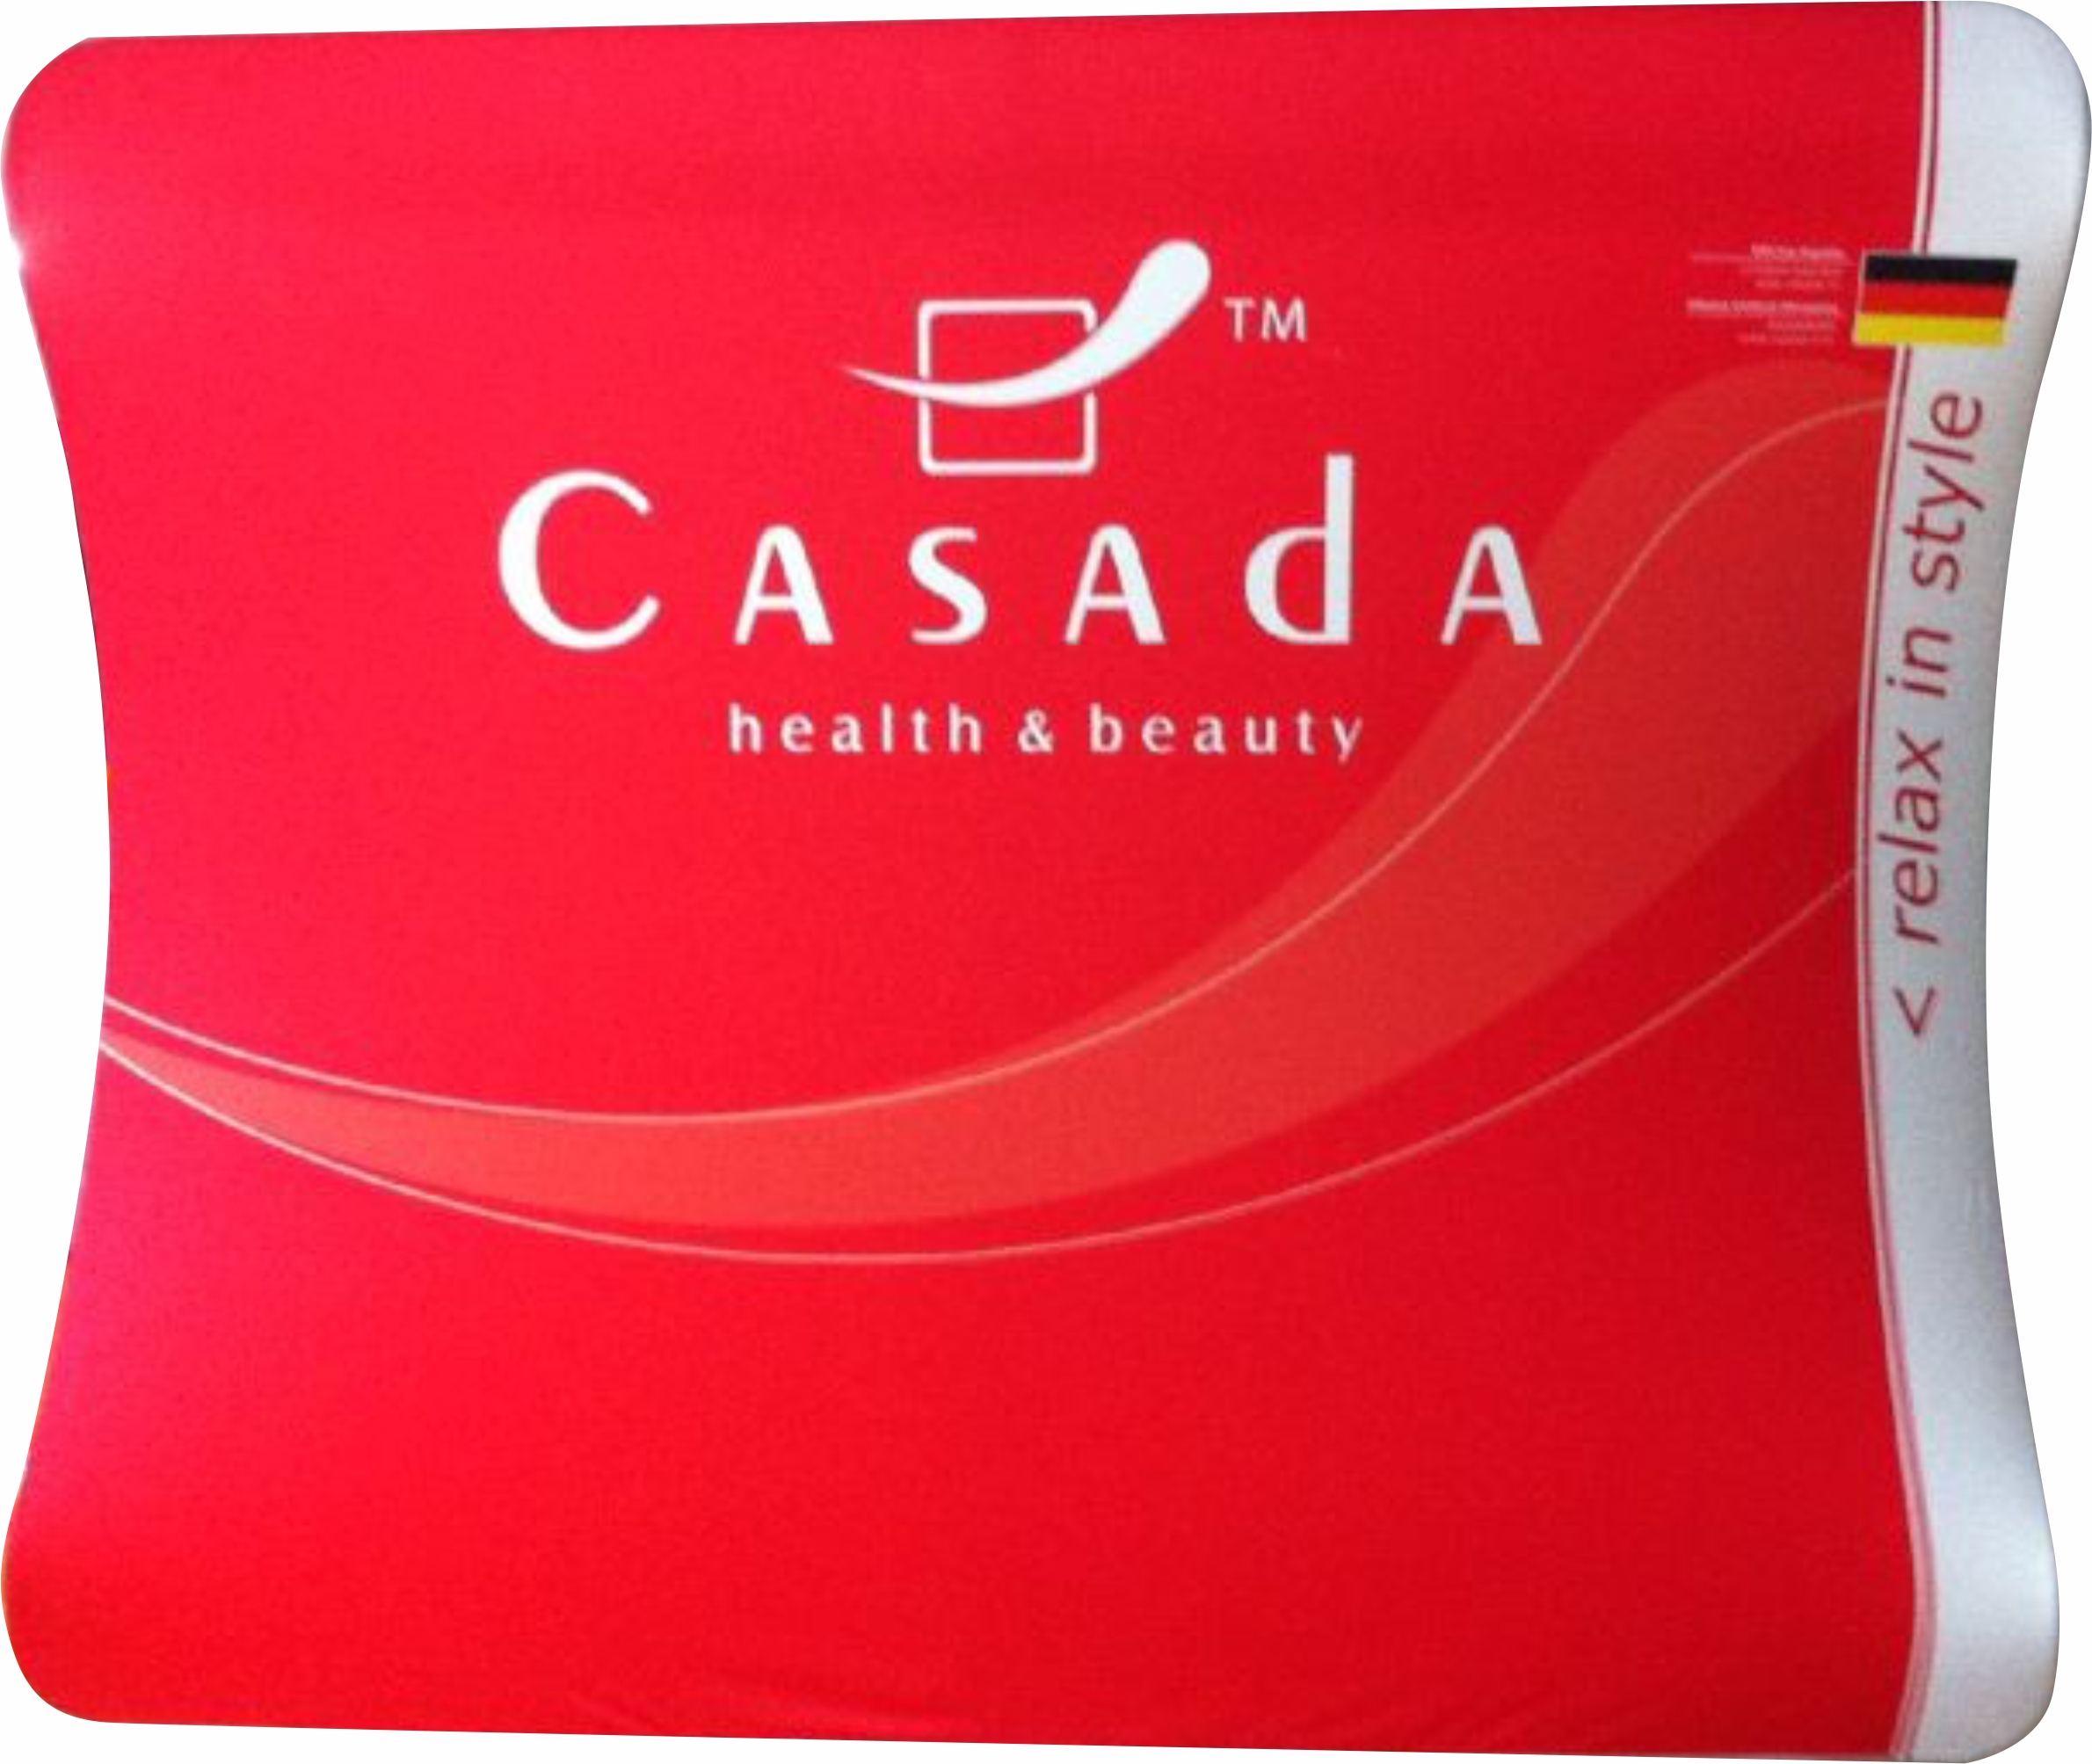 TM
CASAdA
health & beauty
< relax in style